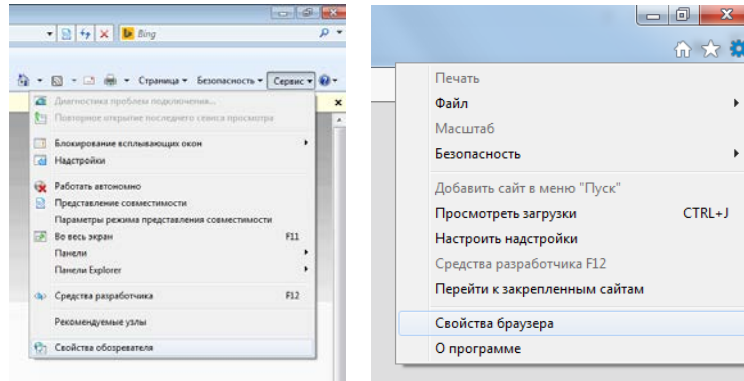 Bing
Страница
Безопасность
Сервис
Диагностика проблем подключения...
Повторное открытие последнего сеанса просмотра
Блокирование всплывающих окон
Надстройки
Работать автономно
Представление совместимости
Параметры режима представления совместимости
Во весь экран F11
Панели
Панели Explorer
Средства разработчика F12
Рекомендуемые узлы
Свойства обозревателя
Печать
Файл
Масштаб
Безопасность
Добавить сайт в меню "Пуск"
Просмотреть загрузки CTRL+J
Настроить надстройки
Средства разработчика F12
Перейти к закрепленным сайтам
Свойства браузера
О программе